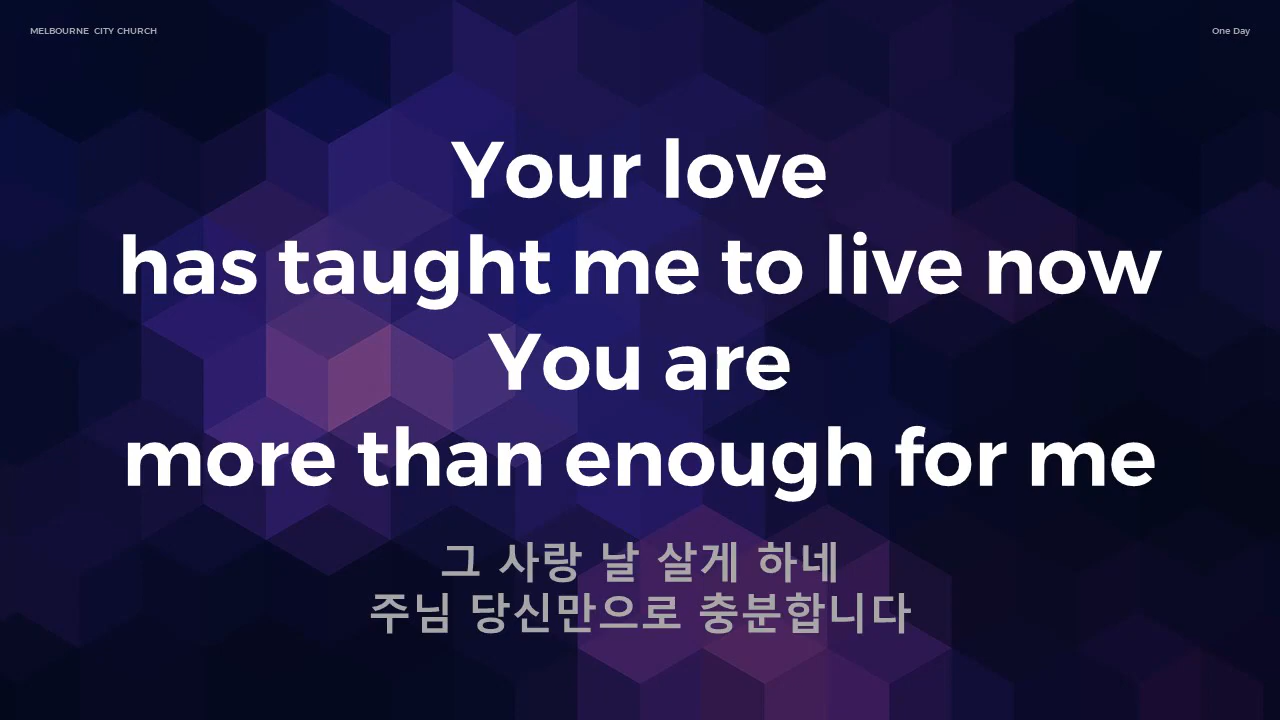 MELBOURNE CITY CHURCH
One Day
Your love
has taught me to live now
You are
more than enough for me
그 사랑 날 살게 하네
주님 당신만으로 충분합니다